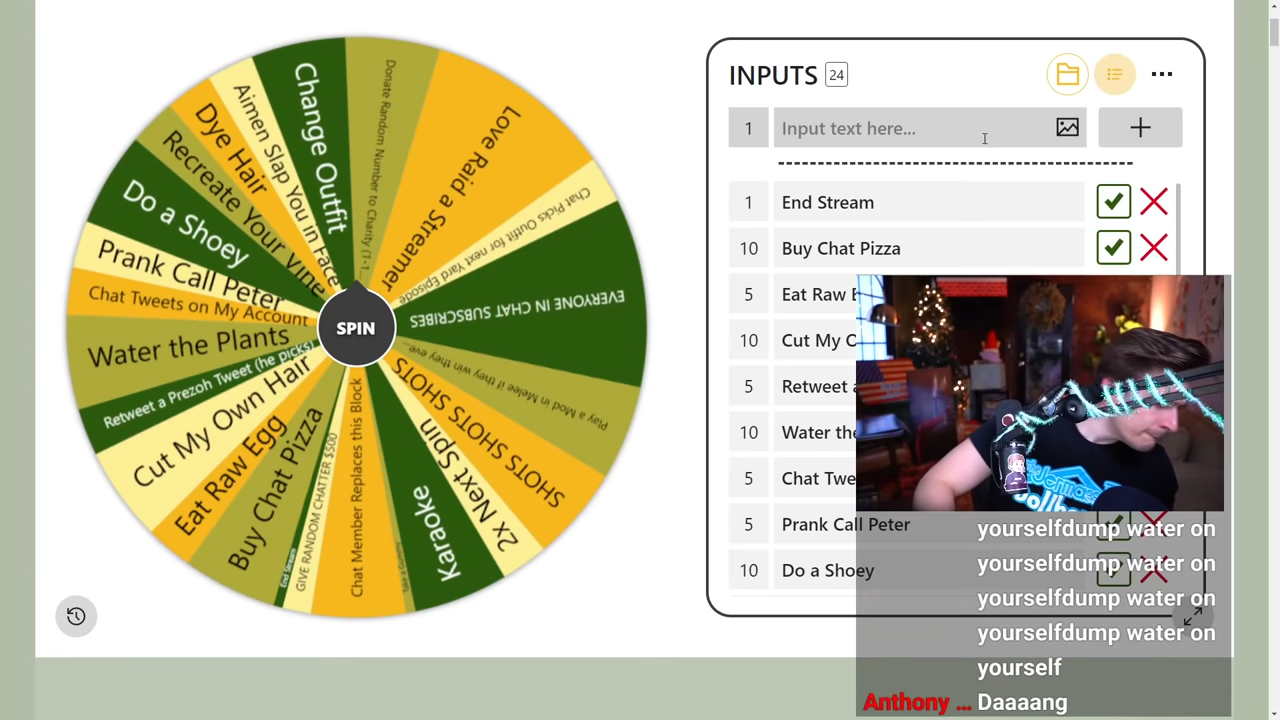 Donate Random Number to Charity (1-1...
Love Raid a Streamer
Chat Picks Outfit for next Yard Episode
EVERYONE IN CHAT SUBSCRIBES
Play a Mod in Melee if they win they eve...
SHOTS SHOTS SHOTS
2x Next Spin
Karaoke
Chat Member Replaces this Block
GIVE RANDOM CHATTER $500
End Stream
Buy Chat Pizza
Eat Raw Egg
Cut My Own Hair
Retweet a Prezoh Tweet (he picks)
Water the Plants
Chat Tweets on My Account
Prank Call Peter
Do a Shoey
Recreate Your Vine
Dye Hair
Aimen Slap You in Face
Change Outfit
SPIN
INPUTS 24
1 Input text here...
1 End Stream
10 Buy Chat Pizza
5 Eat Raw E
10 Cut My O
5 Retweet a
10 Water the
5 Chat Twe
5 Prank Call Peter
10 Do a Shoey
yourselfdump water on
yourselfdump water on
yourselfdump water on
yourselfdump water on
yourself
Anthony ... Daaaang